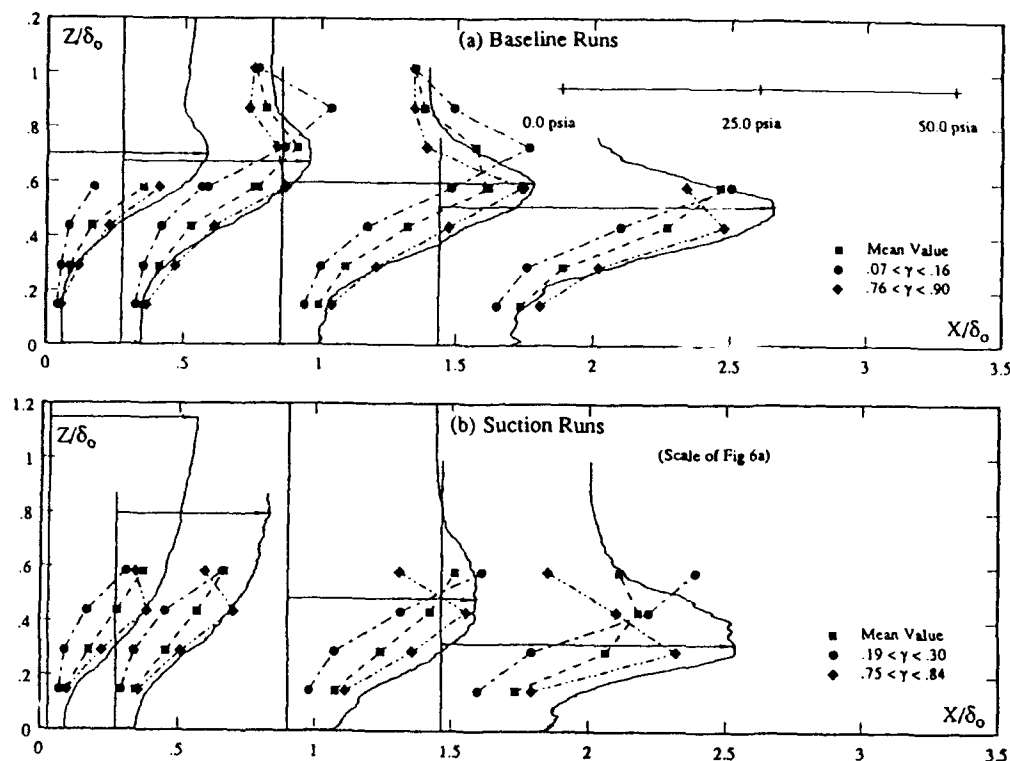 .2
Z/δo
(a) Baseline Runs
1
.8
0.0 psia
25.0 psia
50.0 psia
.6
.4
Mean Value
.07 < γ < .16
.2
.76 < γ < .90
X/δo
0
0 .5 1 1.5 2 2.5 3 3.5
1.2
Z/δo
(b) Suction Runs
1
(Scale of Fig 6a)
.8
.6
.4
Mean Value
.19 < γ < .30
.2
.75 < γ < .84
X/δo
0
0 .5 1 1.5 2 2.5 3 3.5